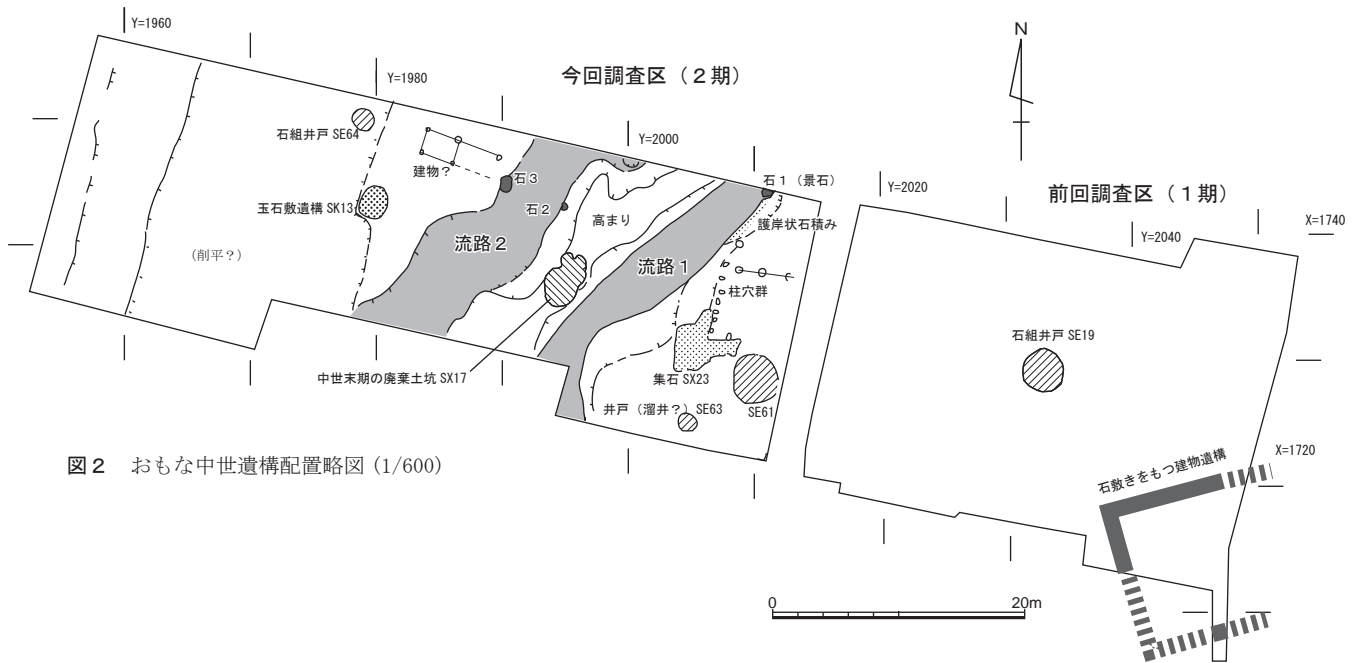 Y=1960
Y=1980
今回調査区（２期）
Y=2000
N
石組井戸 SE64
建物？
石３
石２
高まり
石１（景石）
Y=2020
前回調査区（１期）
X=1740
Y=2040
玉石敷遺構 SK13
流路２
護岸状石積み
（削平？）
流路１
柱穴群
石組井戸 SE19
中世末期の廃棄土坑 SX17
集石 SX23
井戸（溜井？）SE63
SE61
X=1720
図２　おもな中世遺構配置略図 (1/600)
石敷きをもつ建物遺構
0
20m